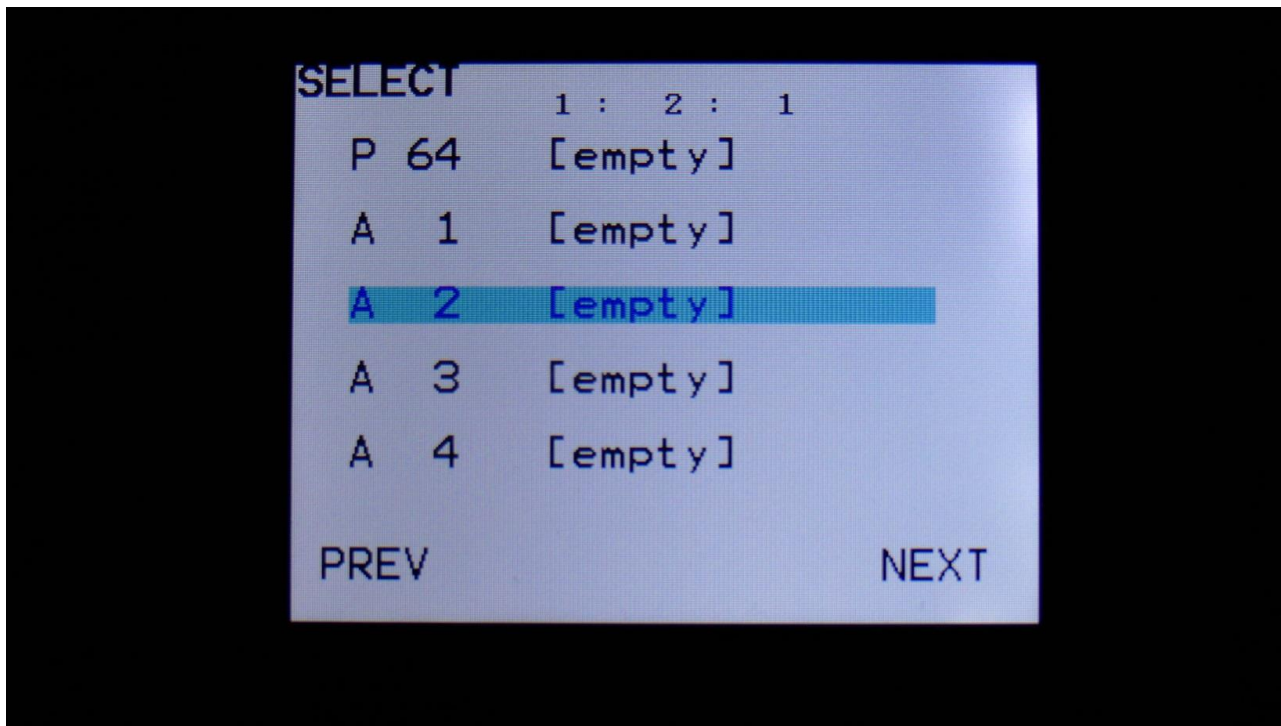 SELECT
1 : 2 : 1
P 64 [empty]
A 1 [empty]
A 2 [empty]
A 3 [empty]
A 4 [empty]
PREV NEXT